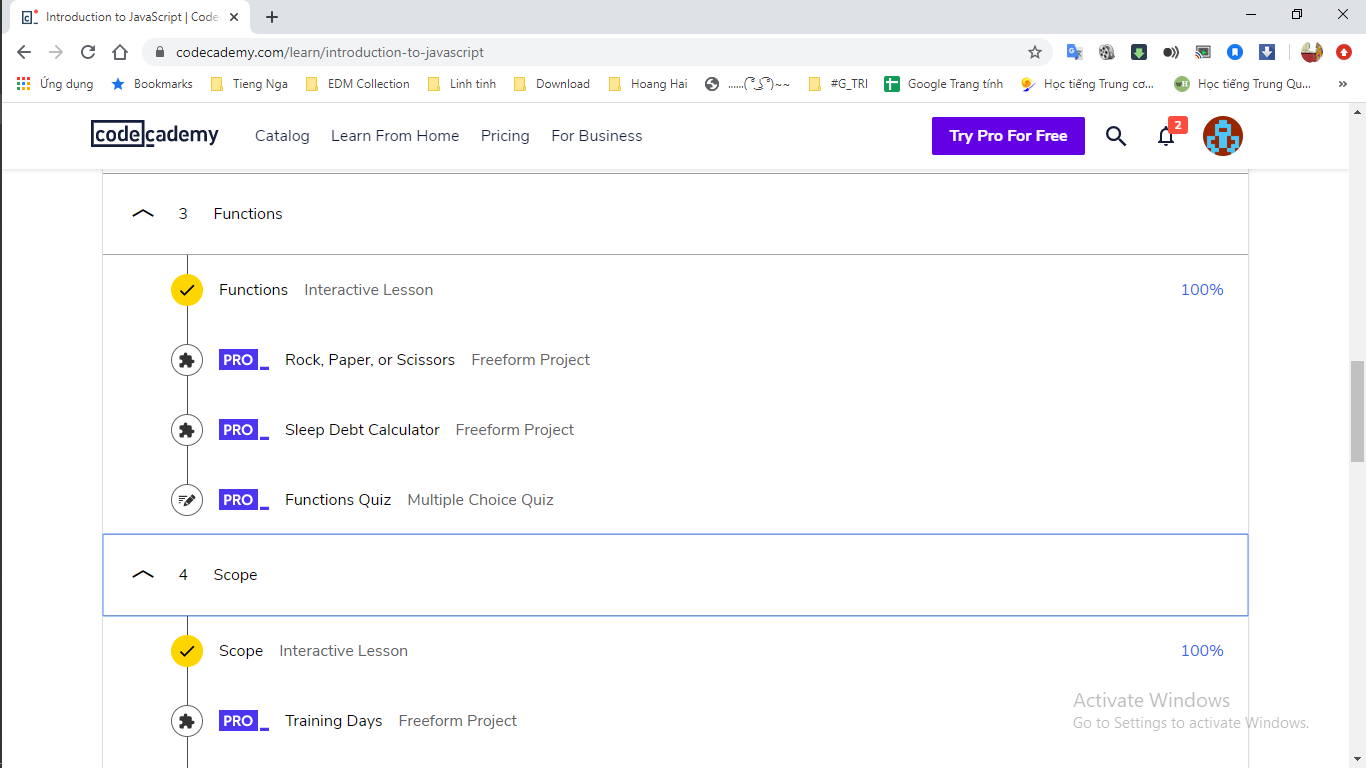 Introduction to JavaScript | Code
codecademy.com/learn/introduction-to-javascript
Ứng dụng Bookmarks Tieng Nga EDM Collection Linh tinh Download Hoang Hai ......( ͡° ͜ʖ ͡°)~~ #G_TRI Google Trang tính Học tiếng Trung cơ... Học tiếng Trung Qu... »
codecademy Catalog Learn From Home Pricing For Business Try Pro For Free 2
3 Functions
Functions Interactive Lesson 100%
PRO Rock, Paper, or Scissors Freeform Project
PRO Sleep Debt Calculator Freeform Project
PRO Functions Quiz Multiple Choice Quiz
4 Scope
Scope Interactive Lesson 100%
Activate Windows
PRO Training Days Freeform Project
Go to Settings to activate Windows.